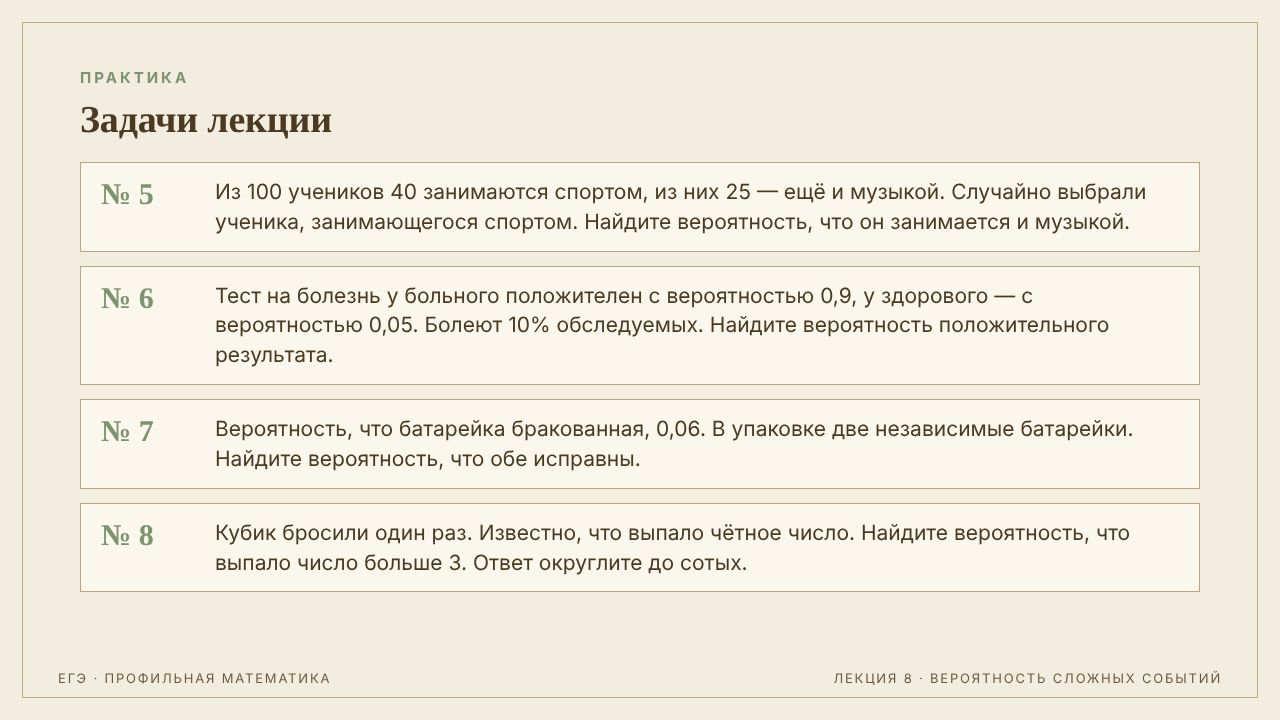 ПРАКТИКА
Задачи лекции
№ 5
Из 100 учеников 40 занимаются спортом, из них 25 — ещё и музыкой. Случайно выбрали
ученика, занимающегося спортом. Найдите вероятность, что он занимается и музыкой.
№ 6
Тест на болезнь у больного положителен с вероятностью 0,9, у здорового — с
вероятностью 0,05. Болеют 10% обследуемых. Найдите вероятность положительного
результата.
№ 7
Вероятность, что батарейка бракованная, 0,06. В упаковке две независимые батарейки.
Найдите вероятность, что обе исправны.
№ 8
Кубик бросили один раз. Известно, что выпало чётное число. Найдите вероятность, что
выпало число больше 3. Ответ округлите до сотых.
ЕГЭ · ПРОФИЛЬНАЯ МАТЕМАТИКА
ЛЕКЦИЯ 8 · ВЕРОЯТНОСТЬ СЛОЖНЫХ СОБЫТИЙ